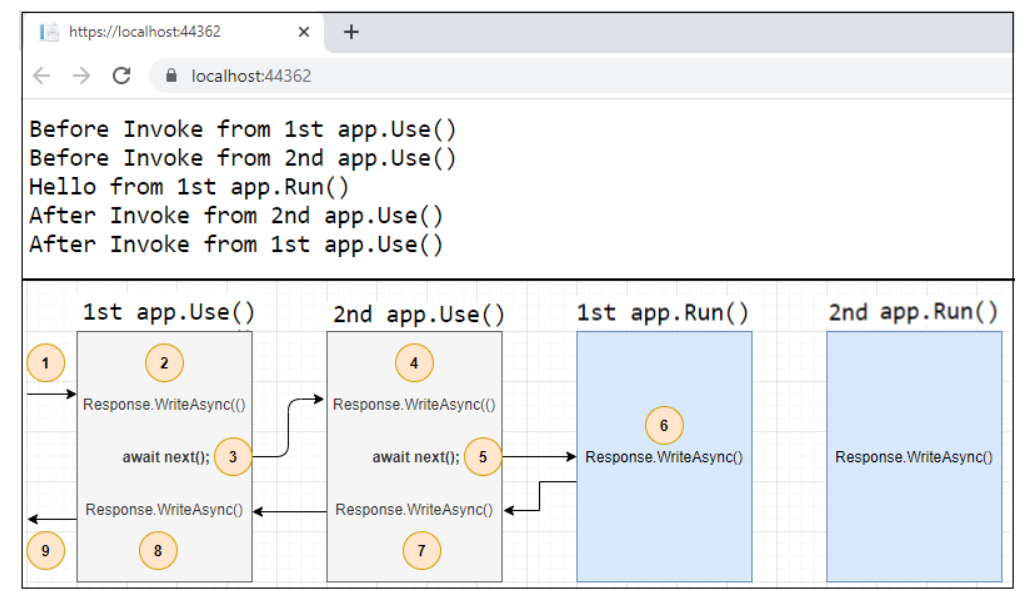 https://localhost:44362
localhost:44362
Before Invoke from 1st app.Use()
Before Invoke from 2nd app.Use()
Hello from 1st app.Run()
After Invoke from 2nd app.Use()
After Invoke from 1st app.Use()
1st app.Use() 2nd app.Use() 1st app.Run() 2nd app.Run()
1 2 4
Response.WriteAsync(() Response.WriteAsync(() 6
await next(); 3 await next(); 5 Response.WriteAsync() Response.WriteAsync()
Response.WriteAsync() Response.WriteAsync()
9 8 7